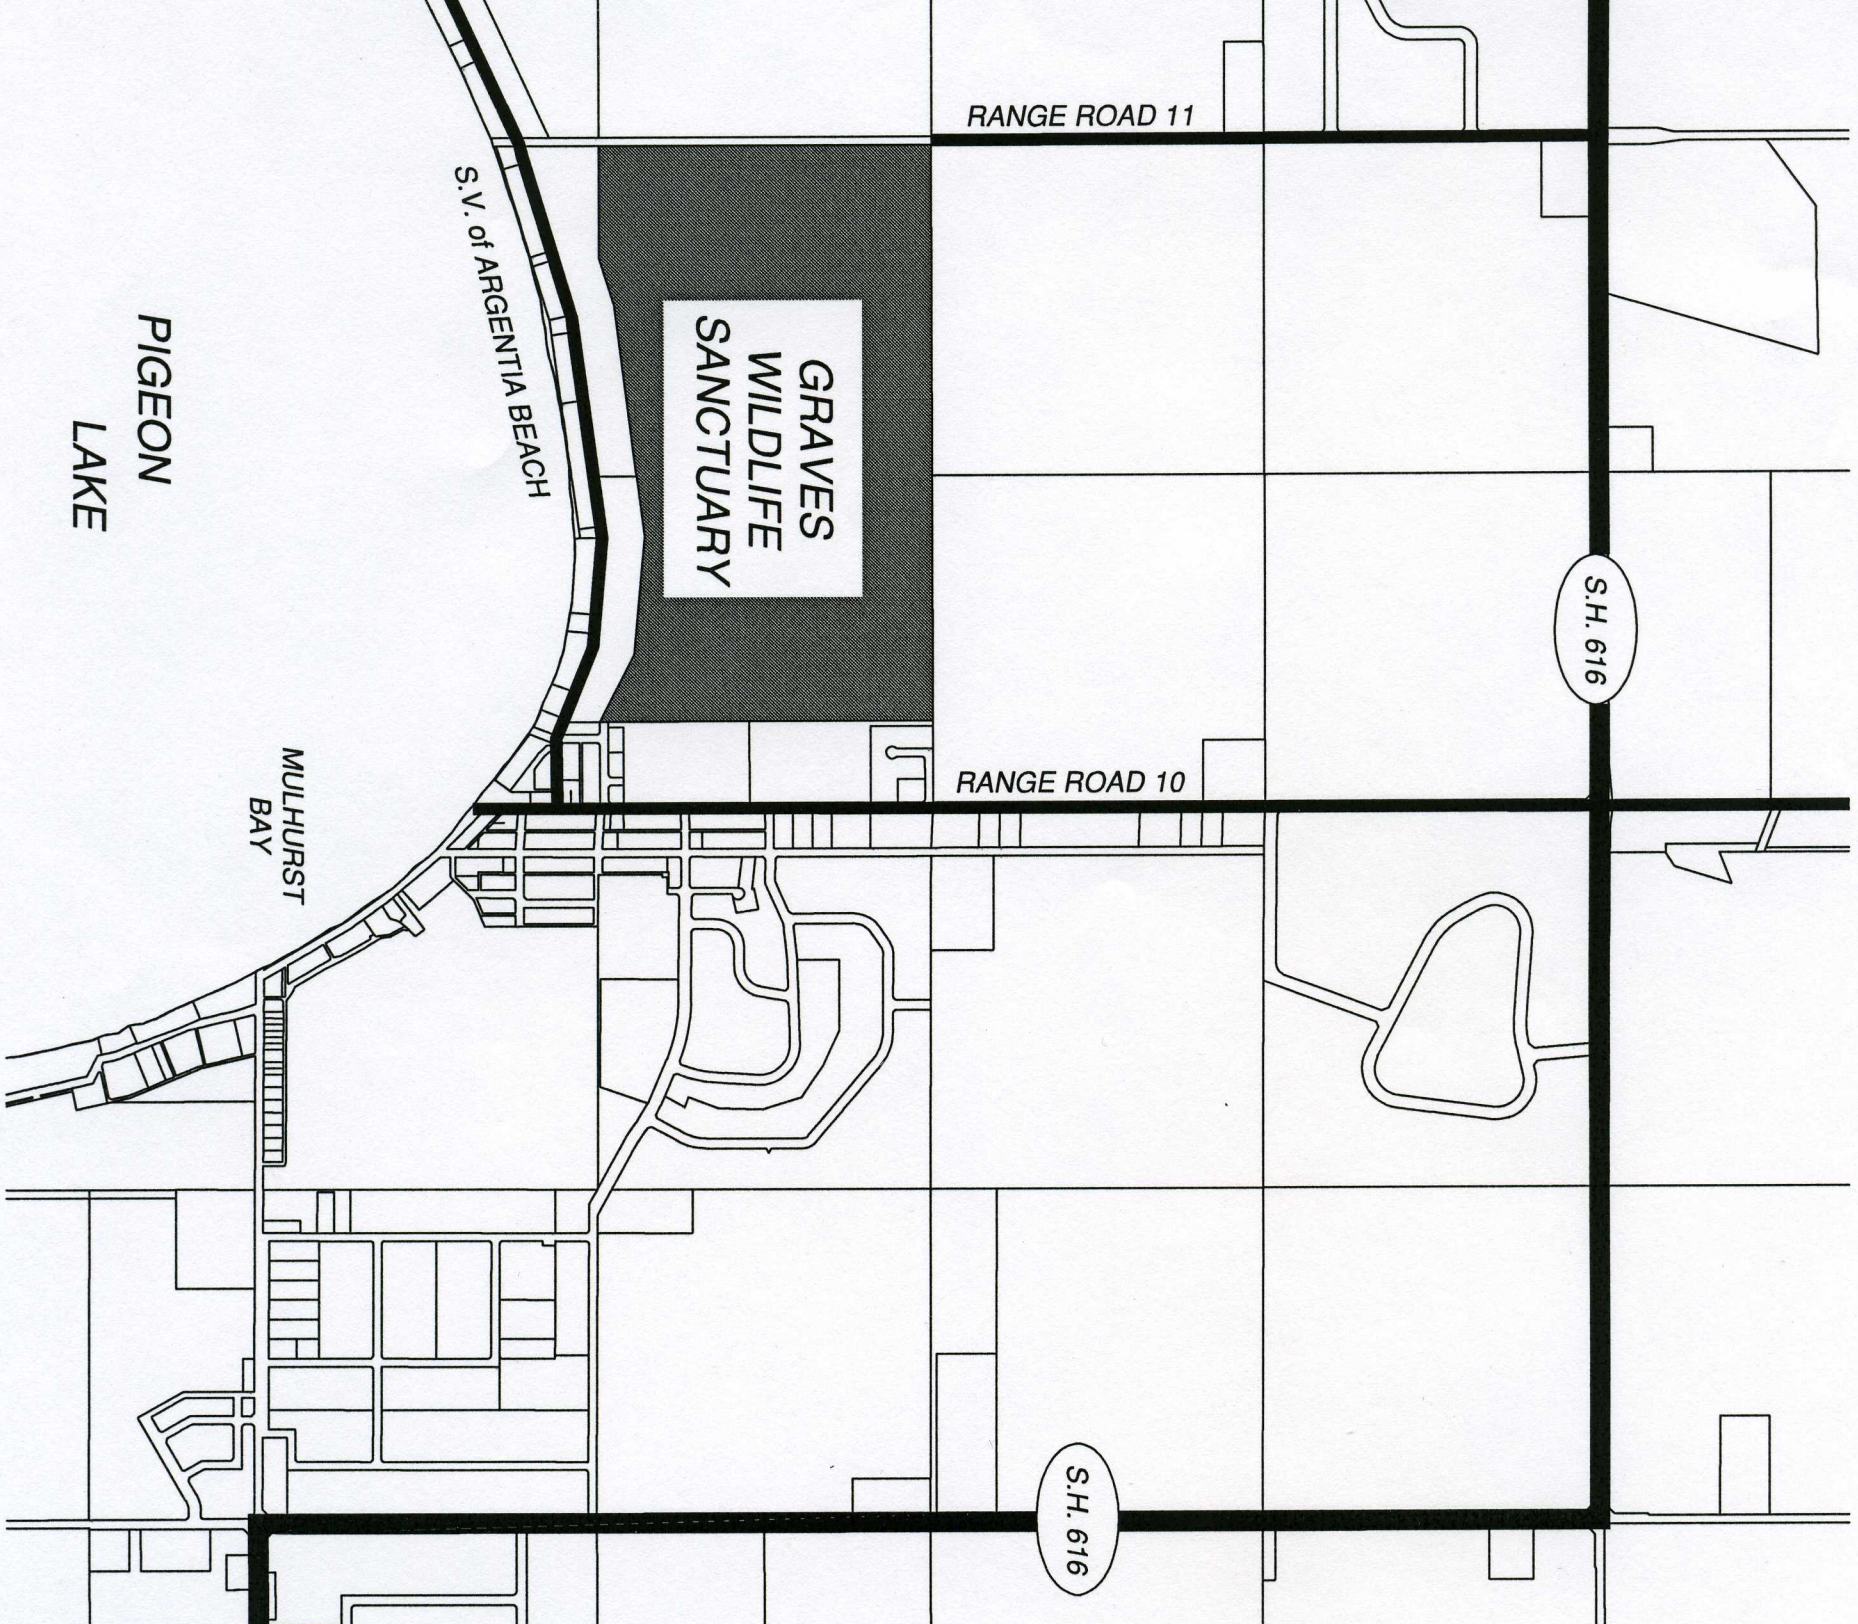 RANGE ROAD 11
S.V. of ARGENTIA BEACH
GRAVES
WILDLIFE
SANCTUARY
PIGEON
LAKE
S.H. 616
RANGE ROAD 10
MULHURST
BAY
S.H. 616